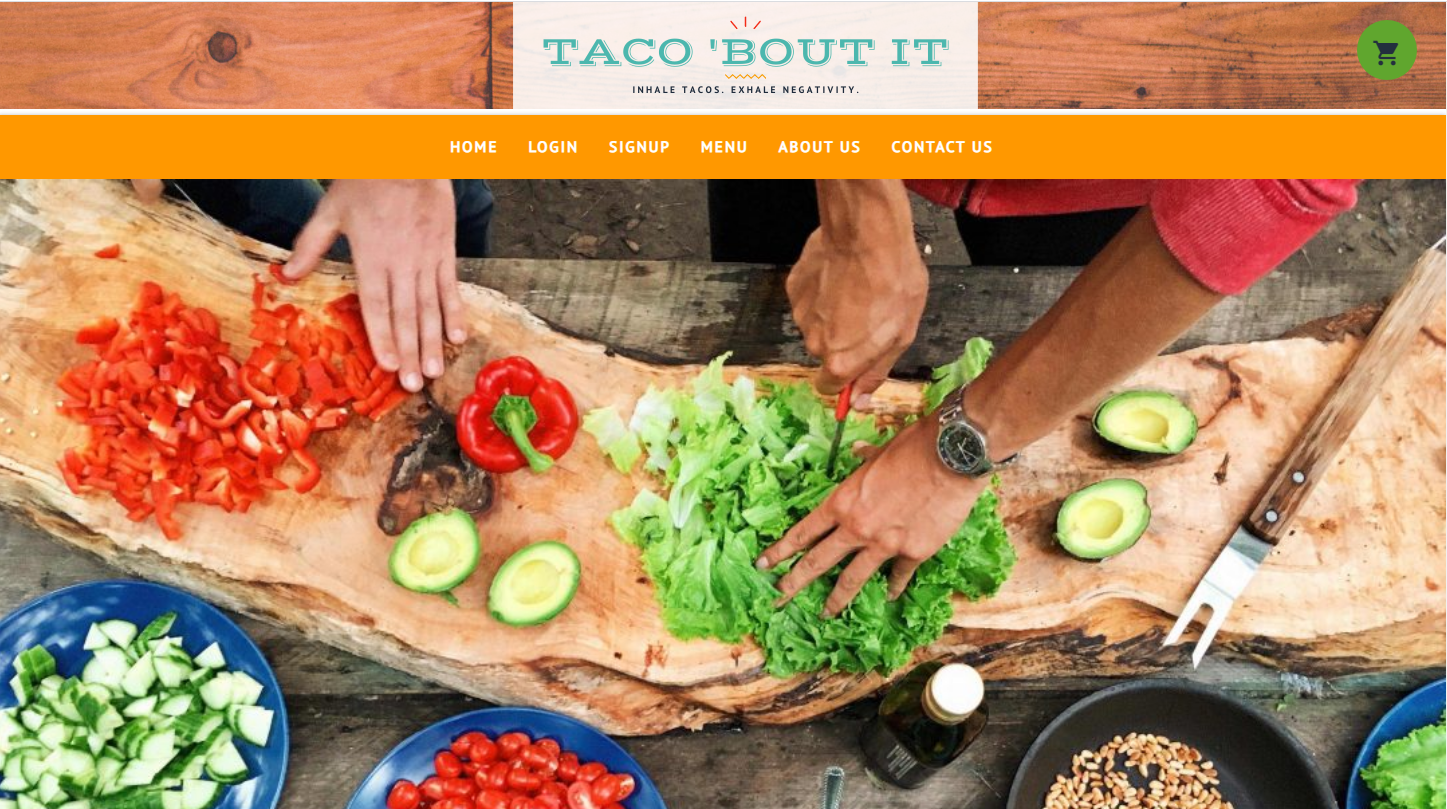 TACO 'BOUT IT
INHALE TACOS. EXHALE NEGATIVITY.
HOME LOGIN SIGNUP MENU ABOUT US CONTACT US